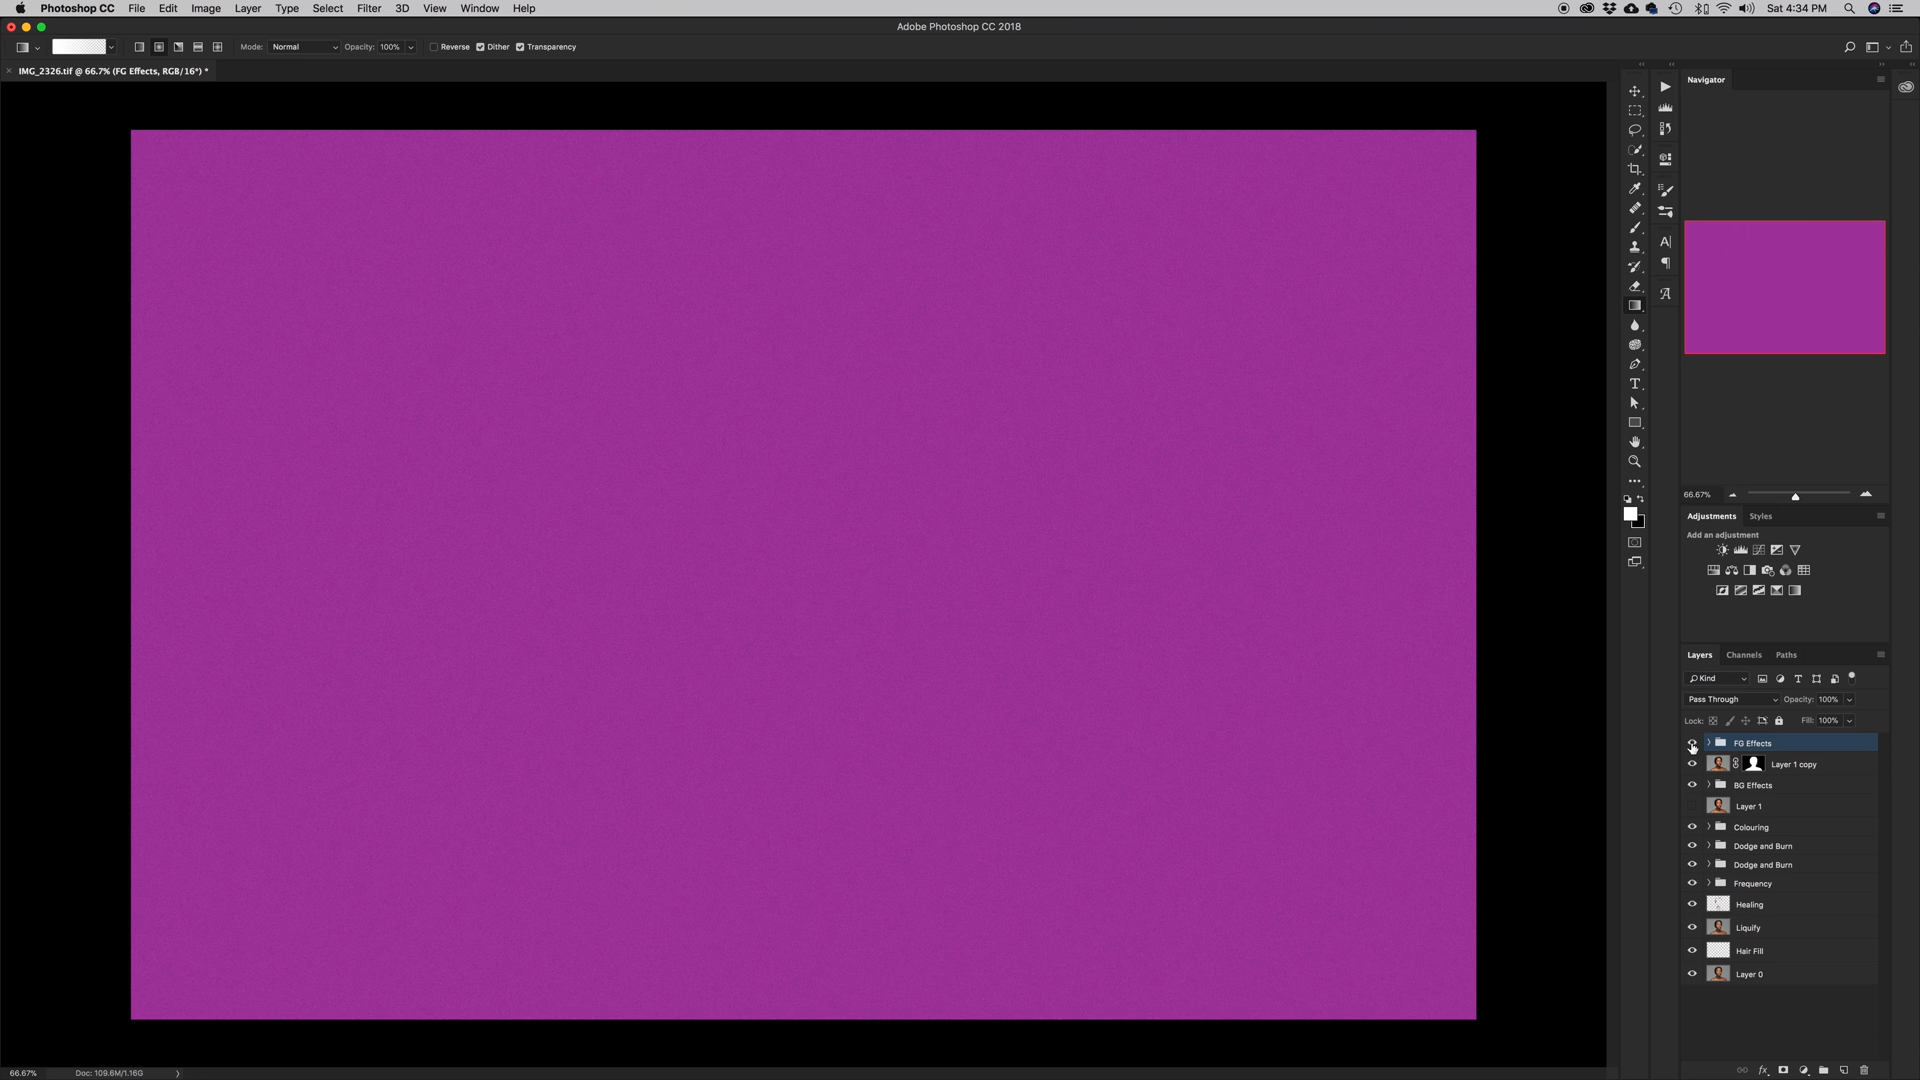 Photoshop CC File Edit Image Layer Type Select Filter 3D View Window Help Sat 4:34 PM
Adobe Photoshop CC 2018
Mode: Normal Opacity: 100% Reverse Dither Transparency
IMG_2326.tif @ 66.7% (FG Effects, RGB/16*) *
Navigator
66.67%
Adjustments Styles
Add an adjustment
Layers Channels Paths
Kind
Pass Through Opacity: 100%
Lock: Fill: 100%
FG Effects
Layer 1 copy
BG Effects
Layer 1
Colouring
Dodge and Burn
Dodge and Burn
Frequency
Healing
Liquify
Hair Fill
Layer 0
66.67% Doc: 109.6M/1.16G